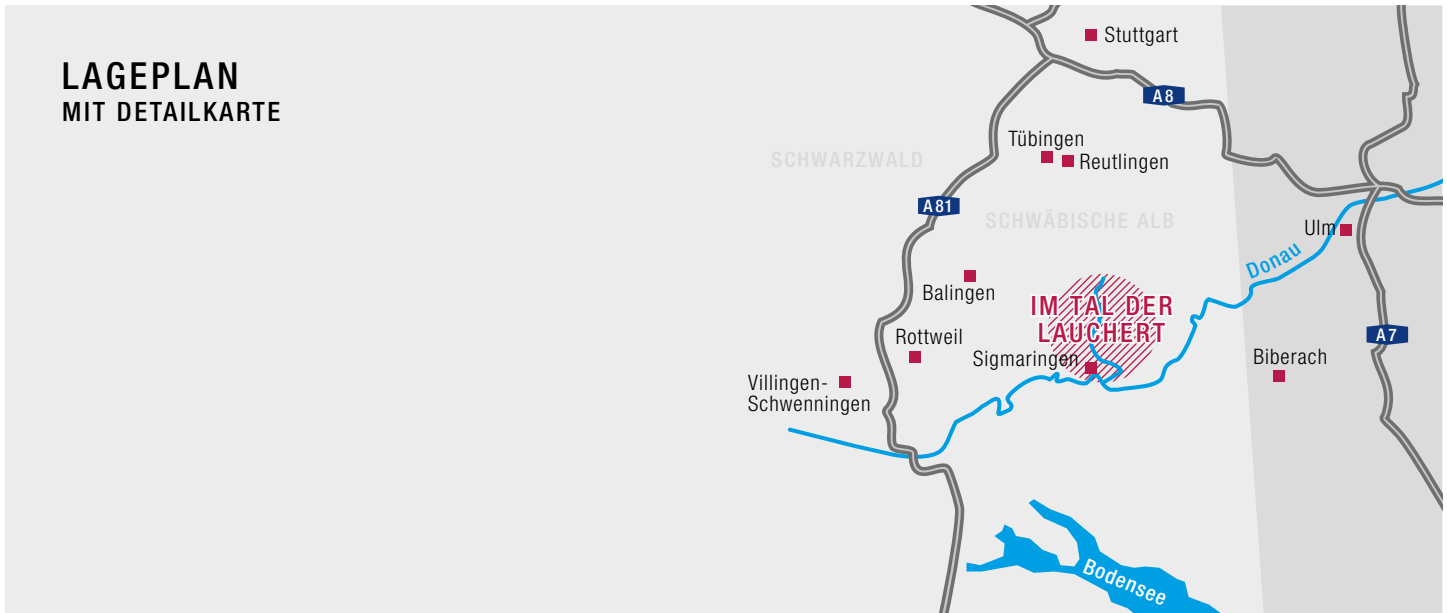 LAGEPLAN
MIT DETAILKARTE
Stuttgart
A8
Tübingen
Reutlingen
SCHWARZWALD
A81
SCHWÄBISCHE ALB
Ulm
Donau
Balingen
IM TAL DER
LAUCHERT
A7
Rottweil
Sigmaringen
Biberach
Villingen-
Schwenningen
Bodensee